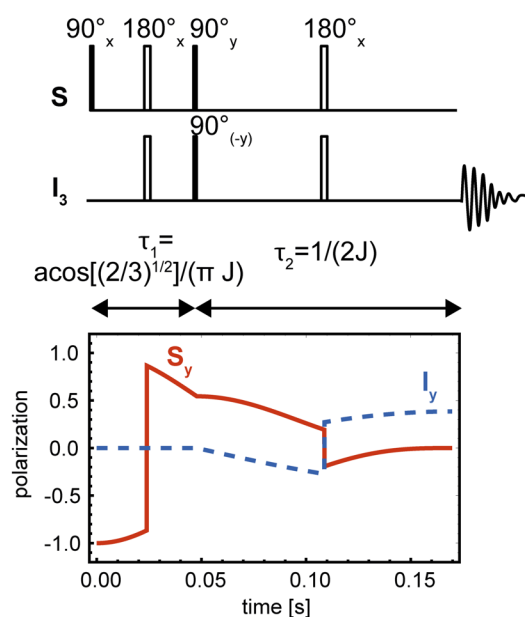 90°x 180°x 90°y 180°x
S
90°(-y)
I3
τ1=
acos[(2/3)^1/2]/(π J)
τ2=1/(2J)
Sy
Iy
1.0
0.5
0.0
-0.5
-1.0
polarization
0.00 0.05 0.10 0.15
time [s]